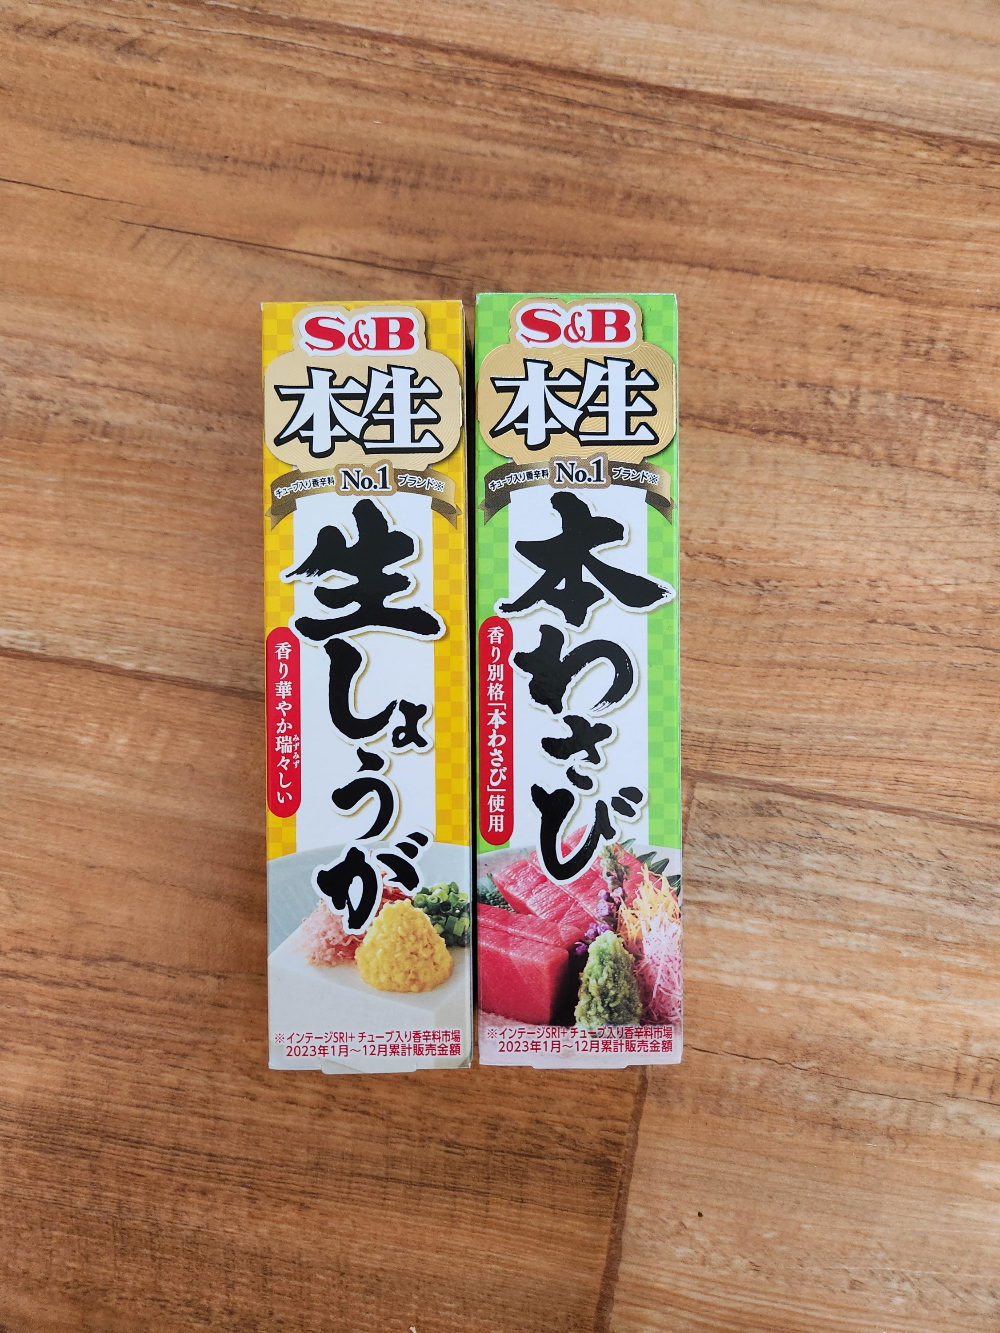 S&B
本生
チューブ入り香辛料 No.1 ブランド※
生しょうが
香り華やか瑞々しい
みずみず
※インテージSRI+ チューブ入り香辛料市場
2023年1月～12月累計販売金額
S&B
本生
チューブ入り香辛料 No.1 ブランド※
本わさび
香り別格「本わさび」使用
※インテージSRI+ チューブ入り香辛料市場
2023年1月～12月累計販売金額